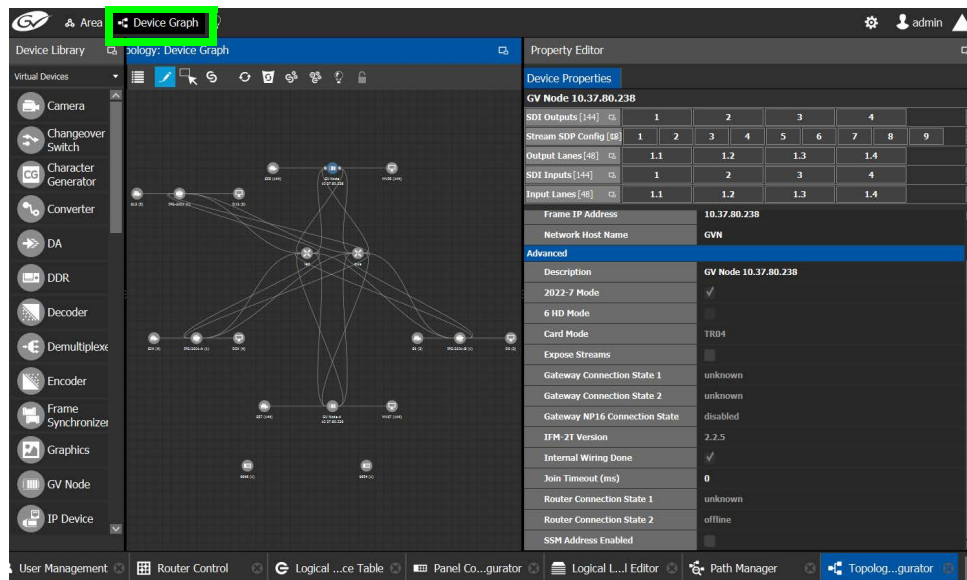 GV Area Device Graph admin
Device Library
ology: Device Graph
Property Editor
Virtual Devices
Camera
Changeover
Switch
Character
Generator
Converter
DA
DDR
Decoder
Demultiplexe
Encoder
Frame
Synchronizer
Graphics
GV Node
IP Device
GV Node
10.37.80.238
Device Properties
GV Node 10.37.80.238
SDI Outputs [144] 1 2 3 4
Stream SDP Config 1 2 3 4 5 6 7 8 9
Output Lanes [48] 1.1 1.2 1.3 1.4
SDI Inputs [144] 1 2 3 4
Input Lanes [48] 1.1 1.2 1.3 1.4
Frame IP Address 10.37.80.238
Network Host Name GVN
Advanced
Description GV Node 10.37.80.238
2022-7 Mode
6 HD Mode
Card Mode TR04
Expose Streams
Gateway Connection State 1 unknown
Gateway Connection State 2 unknown
Gateway NP16 Connection State disabled
IFM-2T Version 2.2.5
Internal Wiring Done
Join Timeout (ms) 0
Router Connection State 1 unknown
Router Connection State 2 offline
SSM Address Enabled
User Management Router Control Logical ...ce Table Panel Co...gurator Logical L...l Editor Path Manager Topolog...gurator